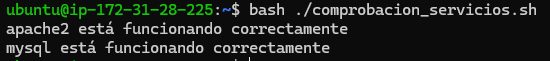 ubuntu@ip-172-31-28-225:~$ bash ./comprobacion_servicios.sh
apache2 está funcionando correctamente
mysql está funcionando correctamente